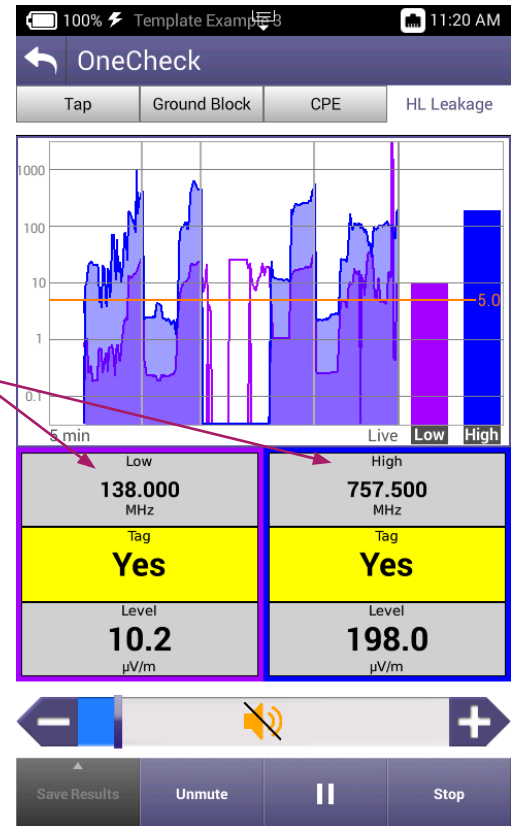 100% Template Example 3 11:20 AM
OneCheck
Tap Ground Block CPE HL Leakage
1000
100
10
5.0
1
0.1
5 min Live Low High
Low High
138.000 757.500
MHz MHz
Tag Tag
Yes Yes
Level Level
10.2 198.0
µV/m µV/m
Save Results Unmute Stop